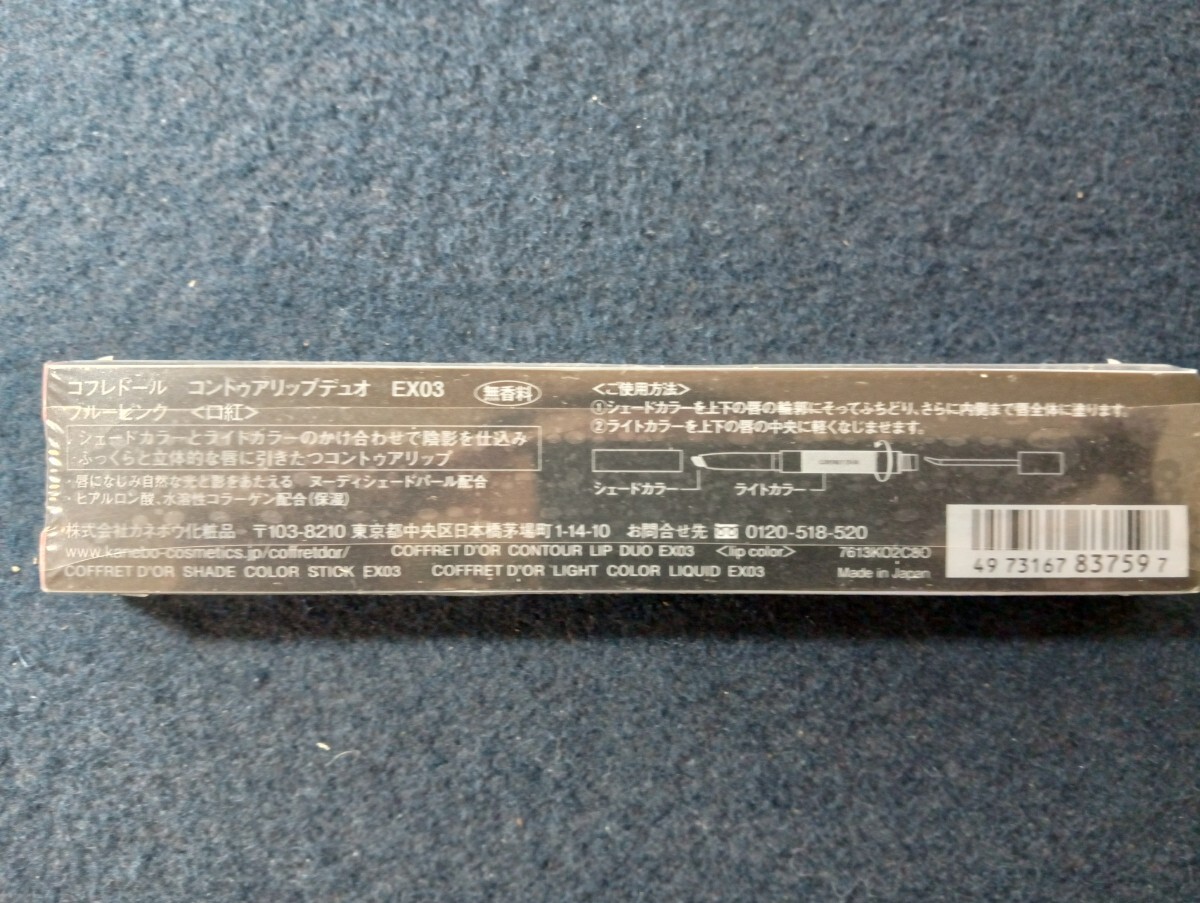 コフレドール コントゥアリップデュオ EX03 無香料
ブルーピンク <口紅>
シェードカラーとライトカラーのかけ合わせで陰影を仕込み
ふっくらと立体的な唇に引きたつコントゥアリップ
・唇になじみ自然な光と影をあたえる ヌーディシェードパール配合
・ヒアルロン酸、水溶性コラーゲン配合(保湿)
株式会社カネボウ化粧品 〒103-8210 東京都中央区日本橋茅場町1-14-10 お問合せ先 0120-518-520
www.kanebo-cosmetics.jp/coffretdor/ COFFRET D'OR CONTOUR LIP DUO EX03 <lip color> 7613K02C80
COFFRET D'OR SHADE COLOR STICK EX03 COFFRET D'OR LIGHT COLOR LIQUID EX03 Made in Japan
<ご使用方法>
①シェードカラーを上下の唇の輪郭にそってふちどり、さらに内側まで唇全体に塗ります。
②ライトカラーを上下の唇の中央に軽くなじませます。
シェードカラー ライトカラー
4973167837597